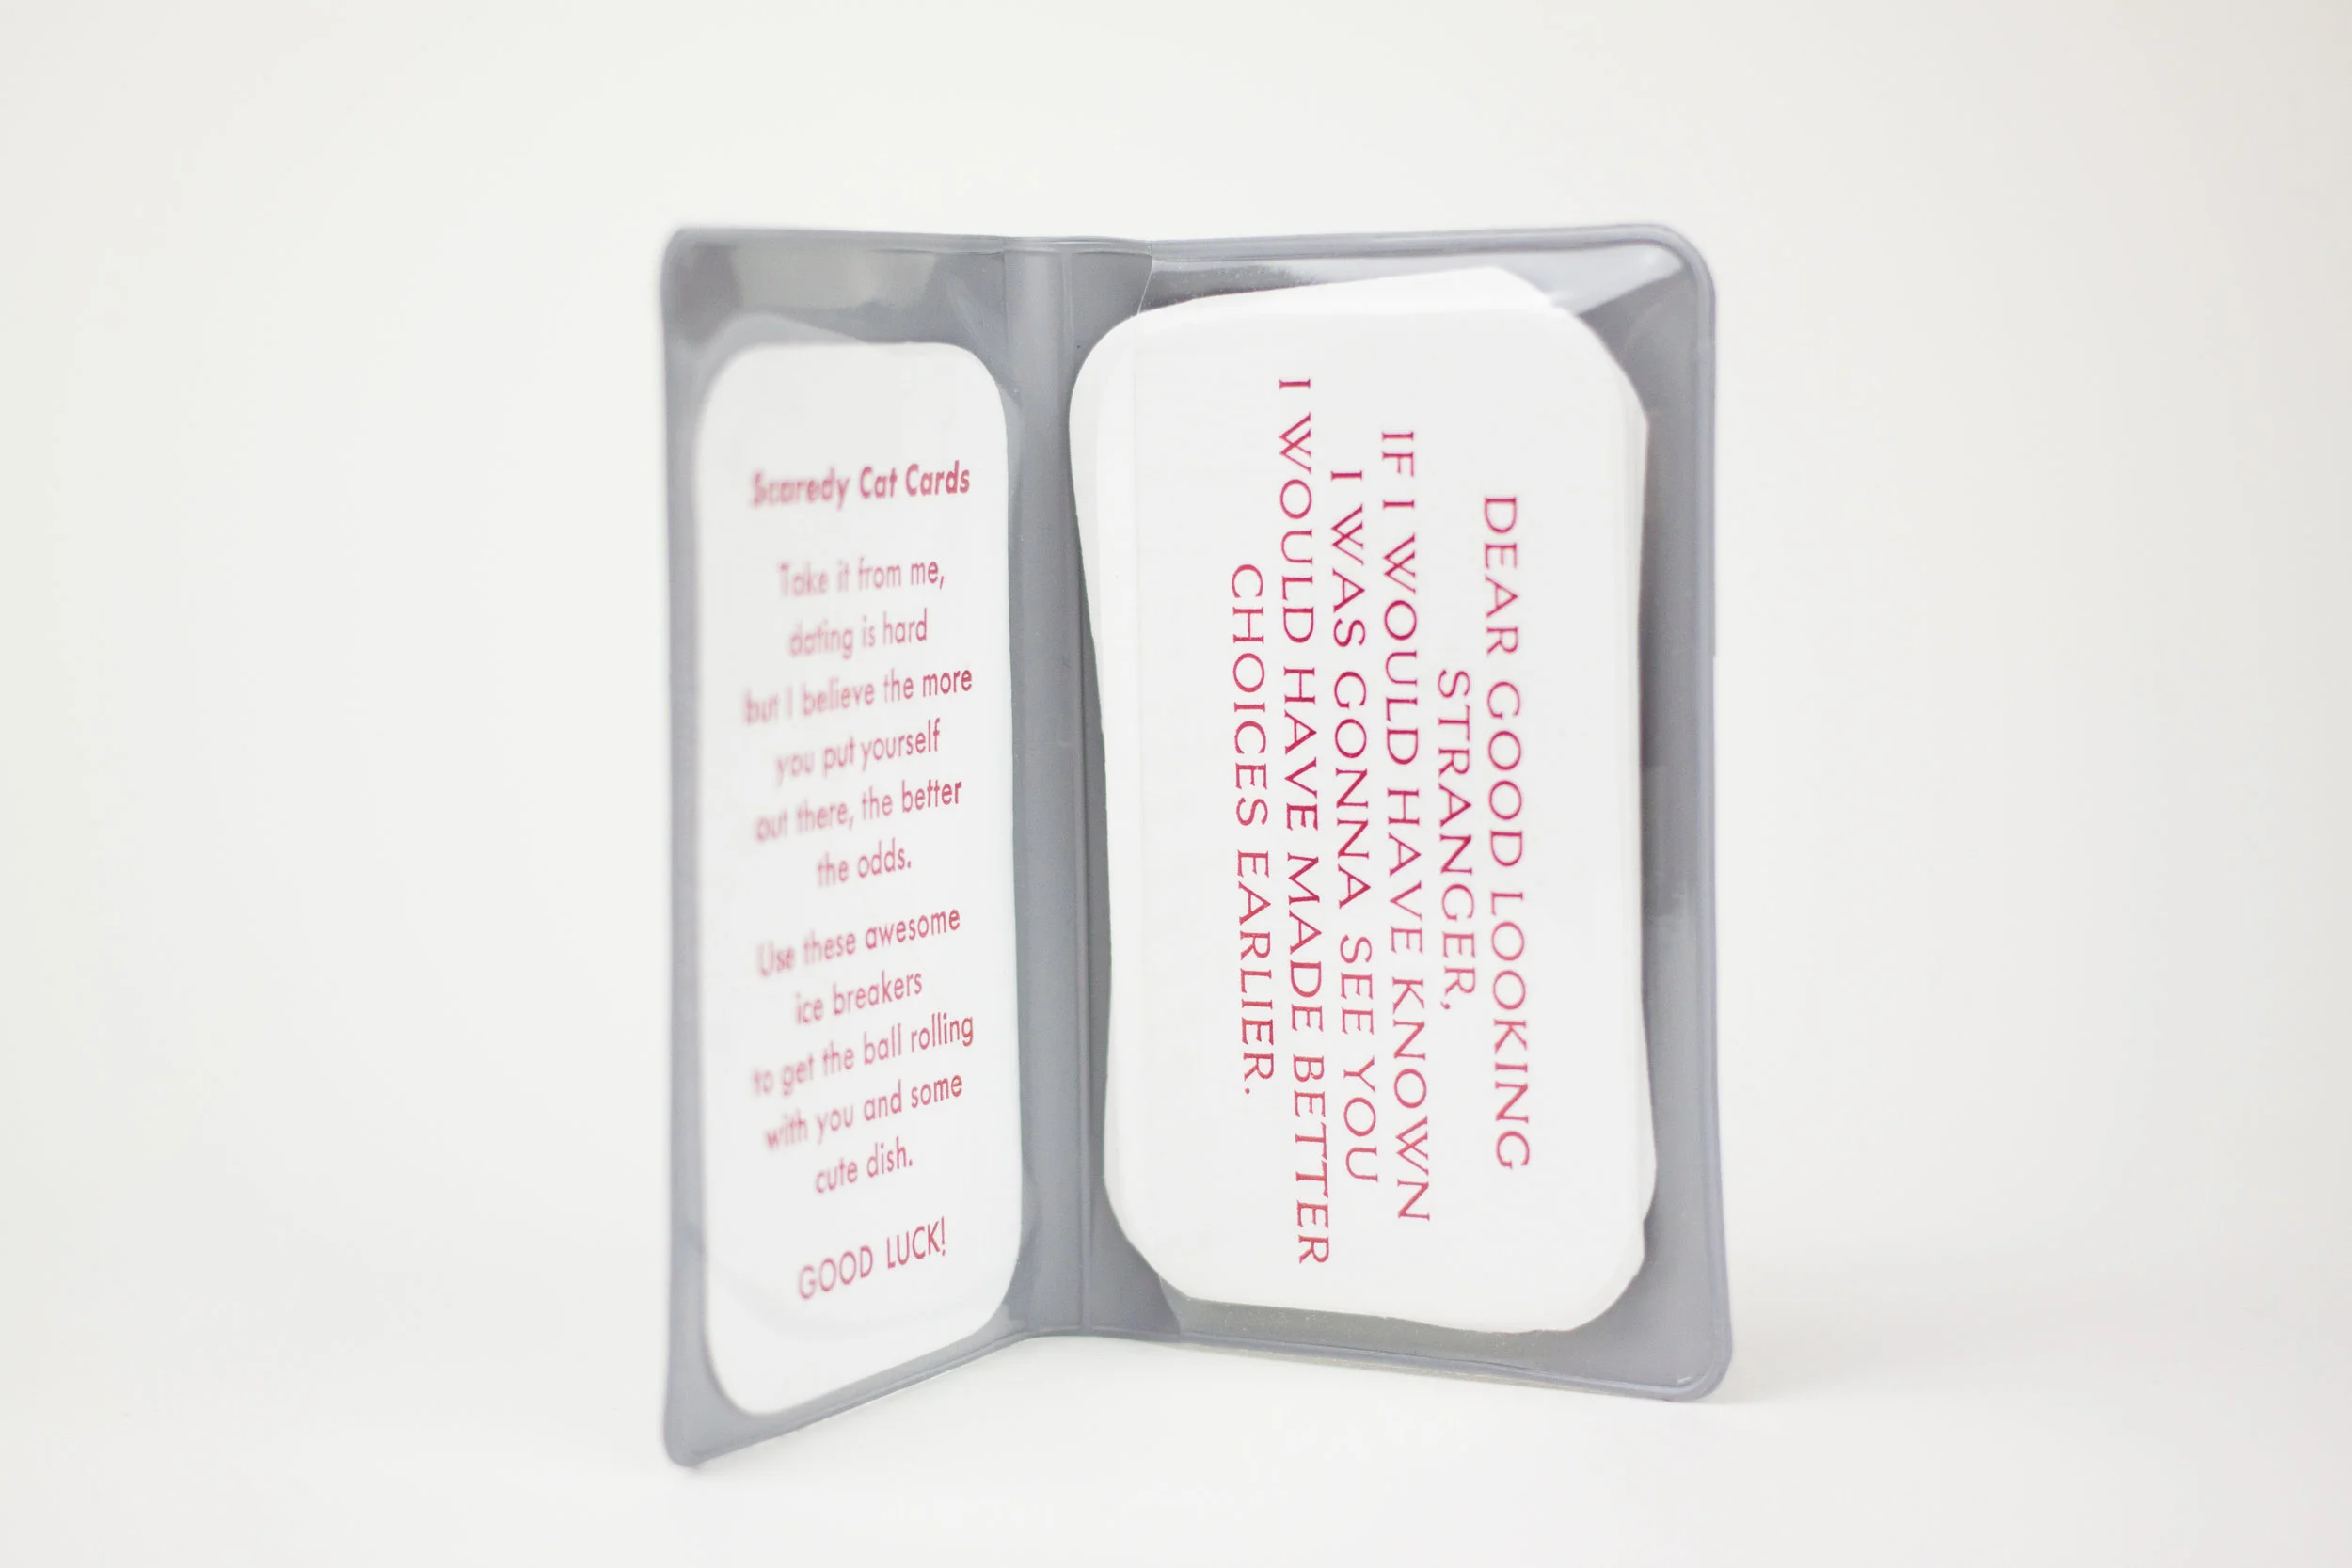 Scaredy Cat Cards
Take it from me,
dating is hard
but I believe the more
you put yourself
out there, the better
the odds.
Use these awesome
ice breakers
to get the ball rolling
with you and some
cute dish.
GOOD LUCK!
DEAR GOOD LOOKING
STRANGER,
IF I WOULD HAVE KNOWN
I WAS GONNA SEE YOU
I WOULD HAVE MADE BETTER
CHOICES EARLIER.